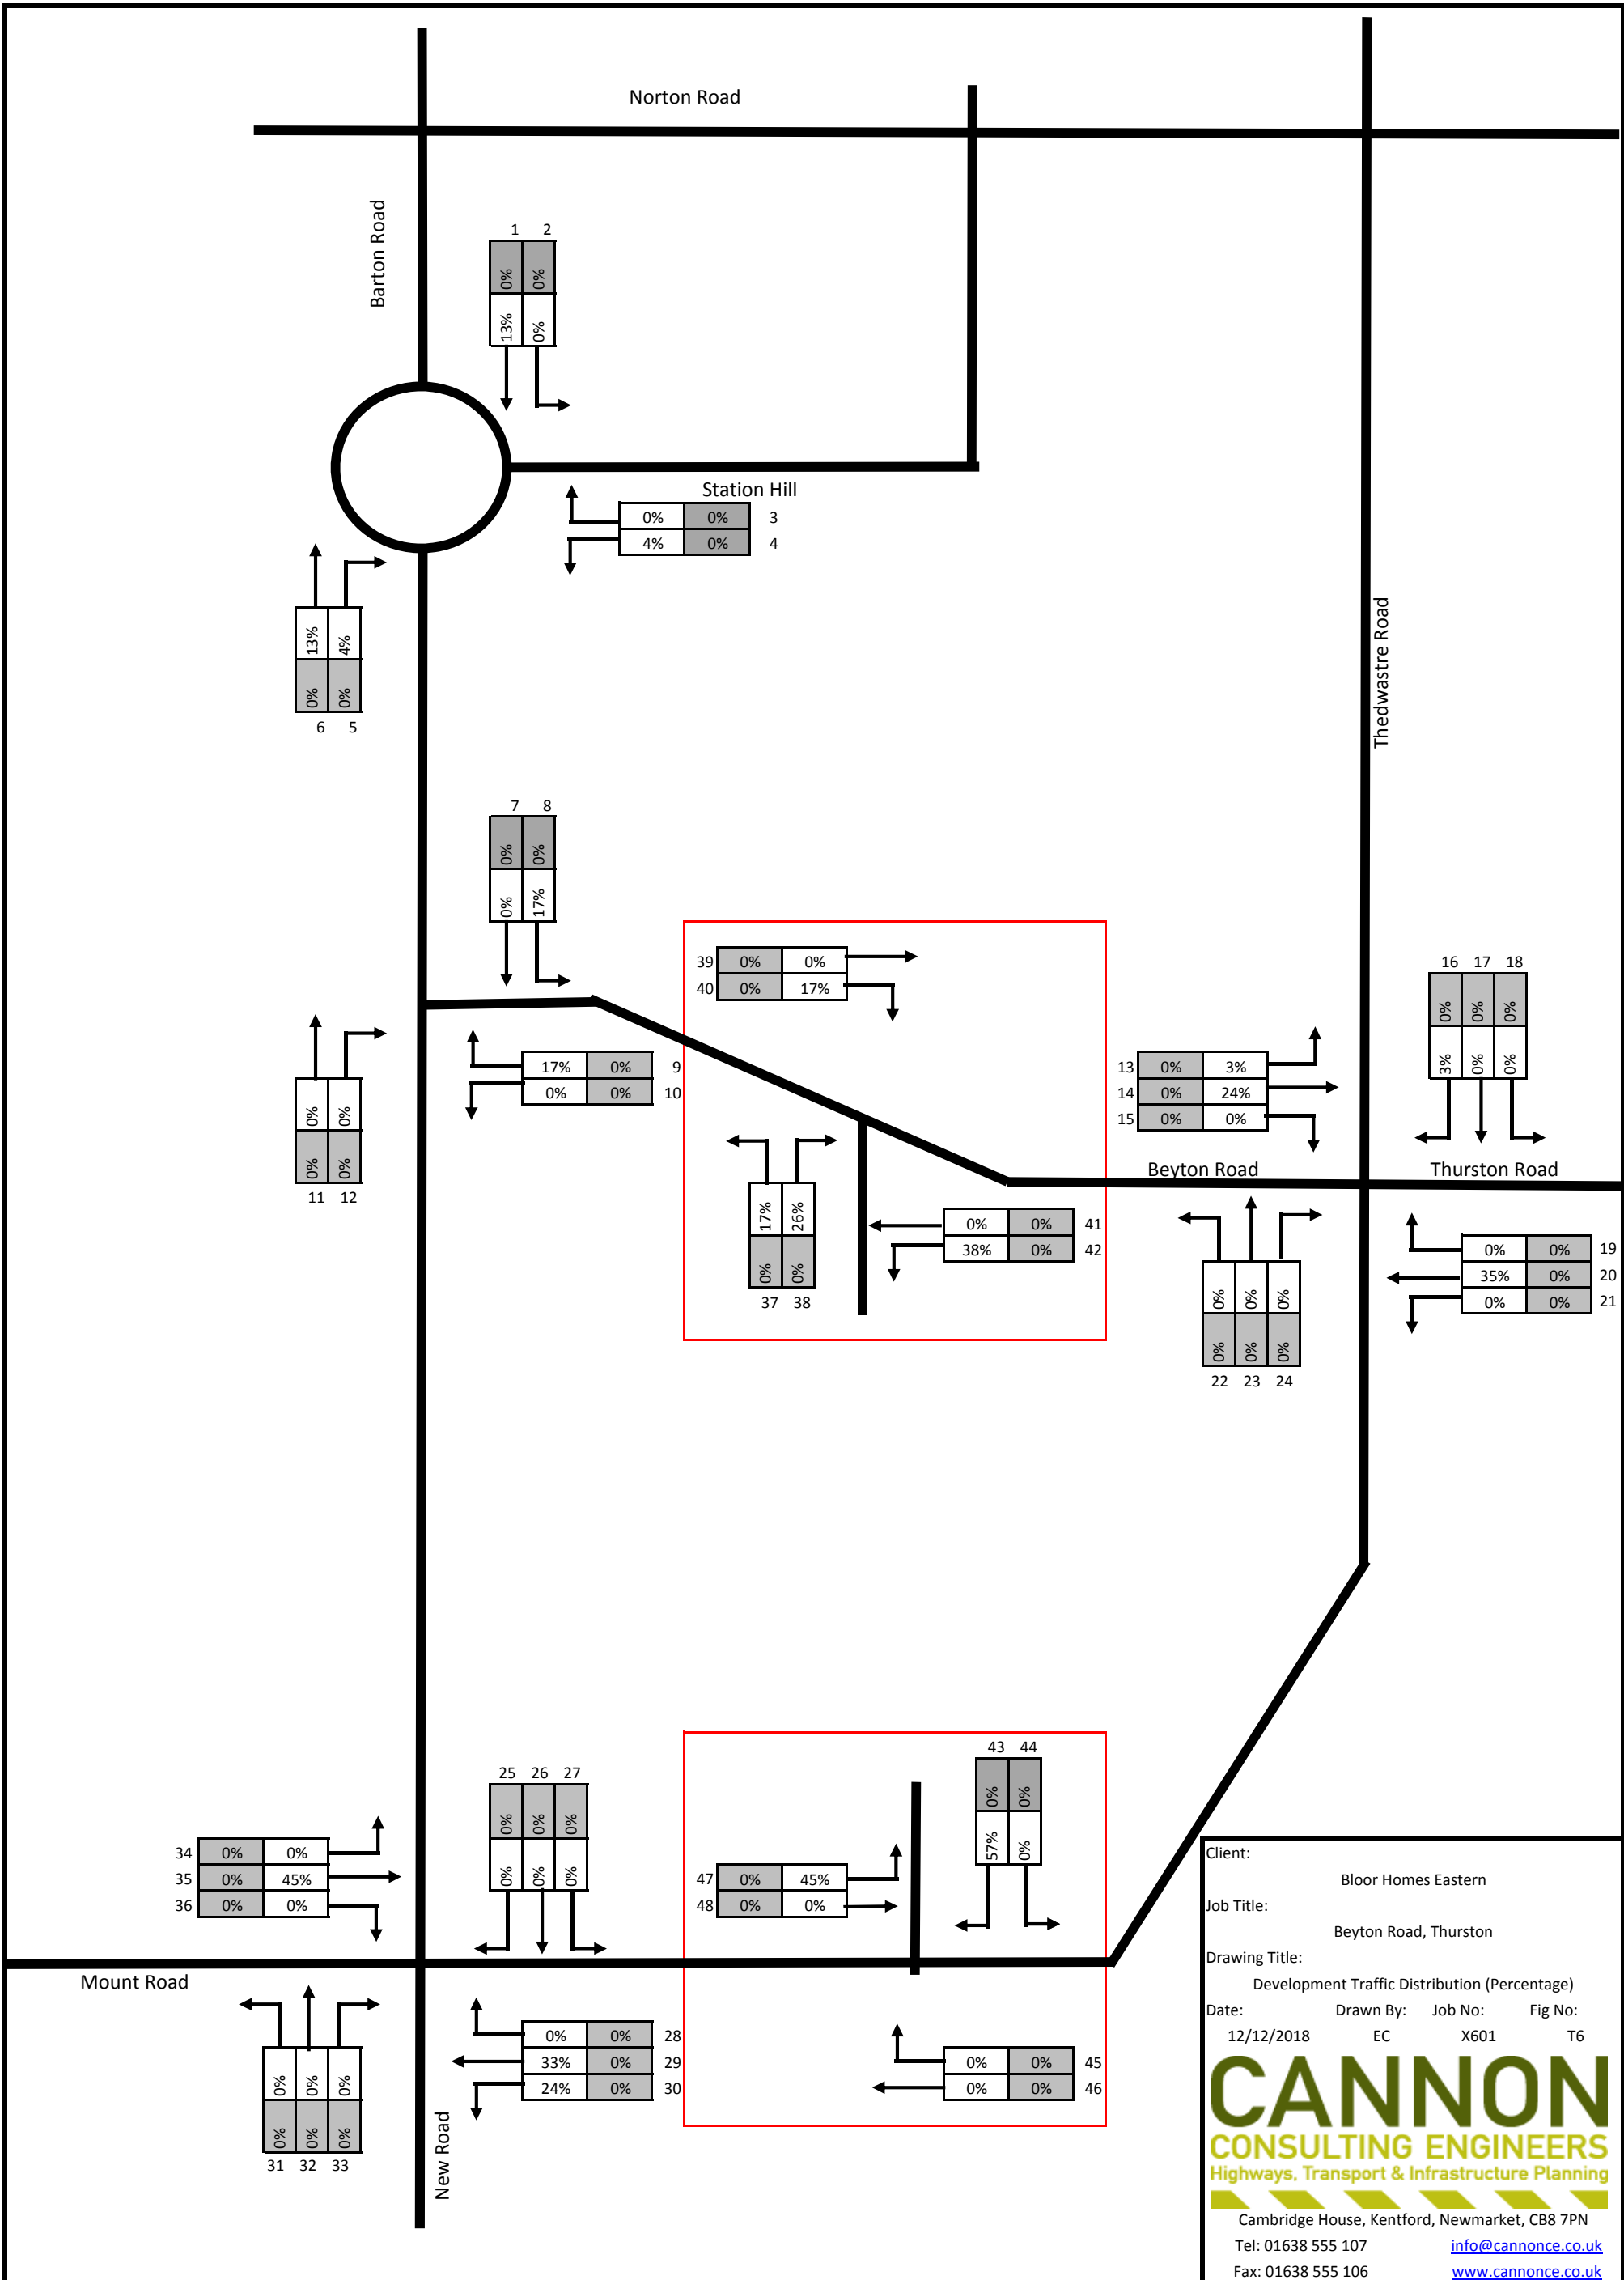 Norton Road
Barton Road
1 2
0% 0%
13% 0%
Station Hill
0% 0% 3
4% 0% 4
13% 4%
0% 0%
6 5
Thedwastre Road
7 8
0% 0%
0% 17%
39 0% 0%
40 0% 17%
16 17 18
0% 0% 0%
3% 0% 0%
17% 0% 9
0% 0% 10
13 0% 3%
14 0% 24%
15 0% 0%
0% 0%
0% 0%
11 12
Beyton Road
Thurston Road
17% 26%
0% 0%
37 38
0% 0% 41
38% 0% 42
0% 0% 0%
0% 0% 0%
22 23 24
0% 0% 19
35% 0% 20
0% 0% 21
25 26 27
0% 0% 0%
0% 0% 0%
43 44
0% 0%
57% 0%
34 0% 0%
35 0% 45%
36 0% 0%
47 0% 45%
48 0% 0%
Mount Road
0% 0% 0%
0% 0% 0%
31 32 33
0% 0% 28
33% 0% 29
24% 0% 30
0% 0% 45
0% 0% 46
New Road
Client:
Bloor Homes Eastern
Job Title:
Beyton Road, Thurston
Drawing Title:
Development Traffic Distribution (Percentage)
Date: Drawn By: Job No: Fig No:
12/12/2018 EC X601 T6
CANNON
CONSULTING ENGINEERS
Highways, Transport & Infrastructure Planning
Cambridge House, Kentford, Newmarket, CB8 7PN
Tel: 01638 555 107 info@cannonce.co.uk
Fax: 01638 555 106 www.cannonce.co.uk